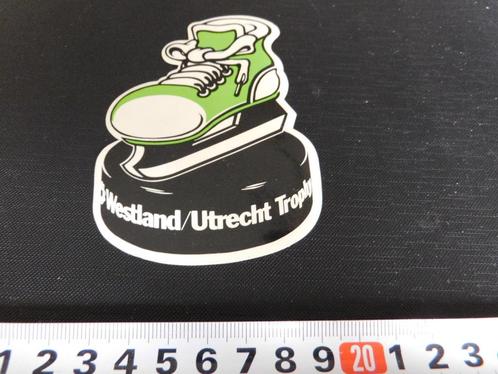 Westland/Utrecht Trophy
1 2 3 4 5 6 7 8 9 20 1 2 3